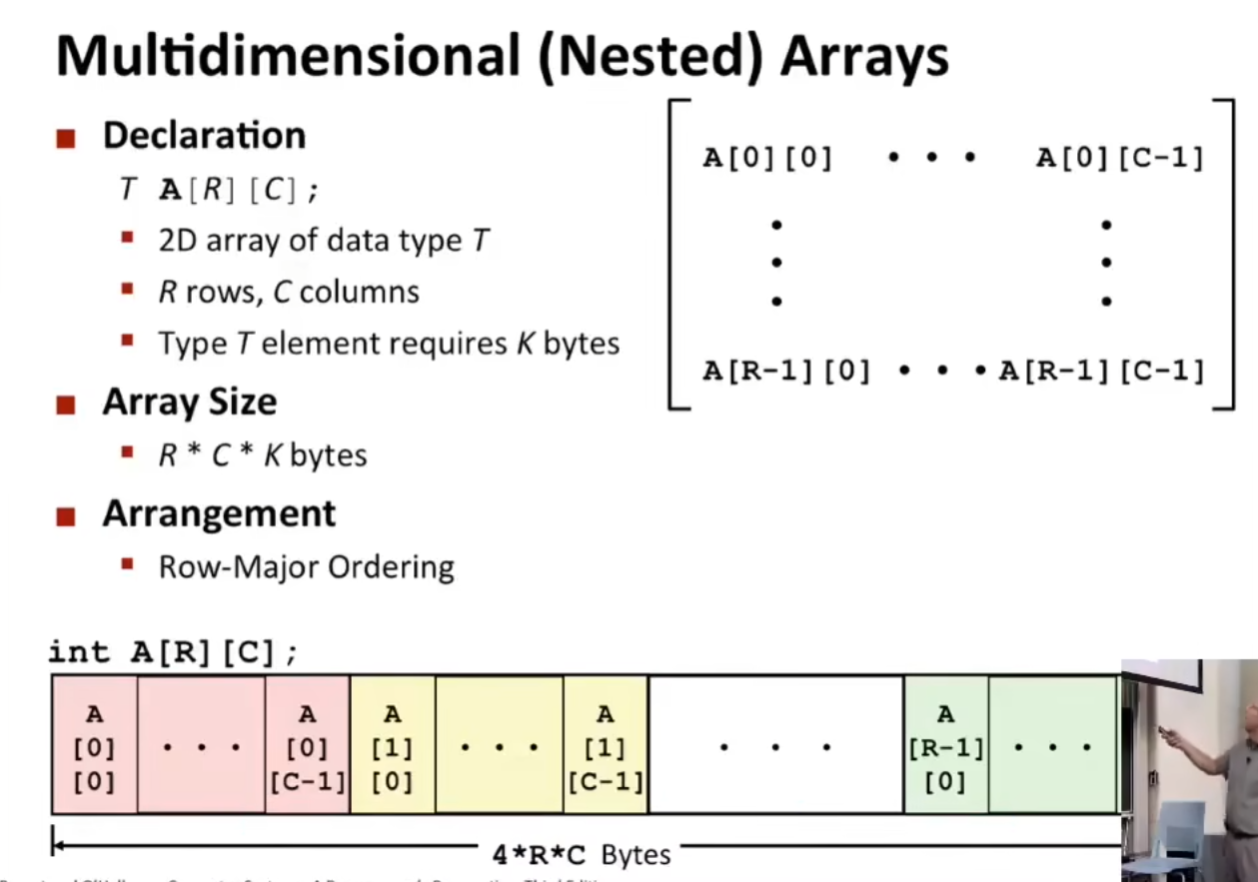 Multidimensional (Nested) Arrays
Declaration
T A[R][C];
2D array of data type T
R rows, C columns
Type T element requires K bytes
Array Size
R * C * K bytes
Arrangement
Row-Major Ordering
A[0][0] • • • A[0][C-1]
A[R-1][0] • • • A[R-1][C-1]
int A[R][C];
A [0] [0] • • • A [0] [C-1] A [1] [0] • • • A [1] [C-1] • • • A [R-1] [0] • • •
4*R*C Bytes